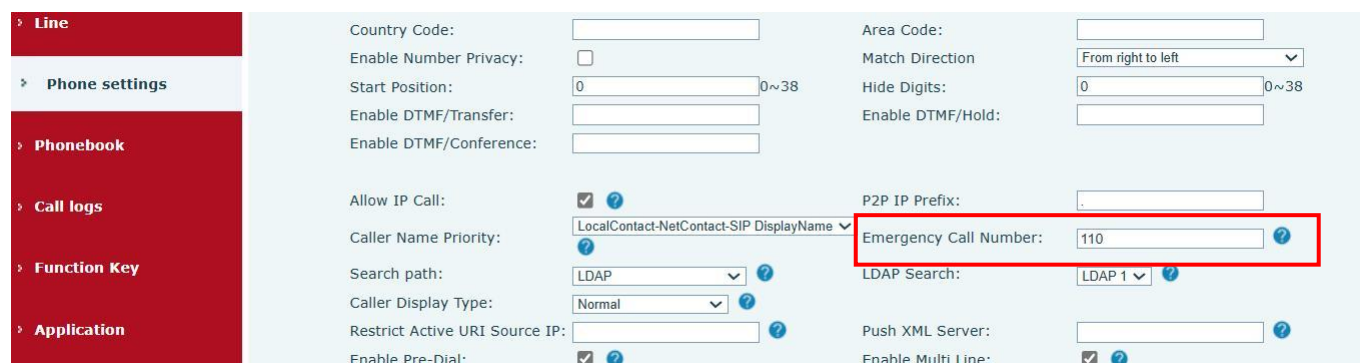 Line
Country Code: Area Code:
Enable Number Privacy: Match Direction From right to left
Phone settings
Start Position: 0 0~38 Hide Digits: 0 0~38
Enable DTMF/Transfer: Enable DTMF/Hold:
Phonebook
Enable DTMF/Conference:
Call logs
Allow IP Call: P2P IP Prefix: .
Caller Name Priority: LocalContact-NetContact-SIP DisplayName Emergency Call Number: 110
Function Key
Search path: LDAP LDAP Search: LDAP 1
Caller Display Type: Normal
Application
Restrict Active URI Source IP: Push XML Server:
Enable Pre-Dial: Enable Multi Line: